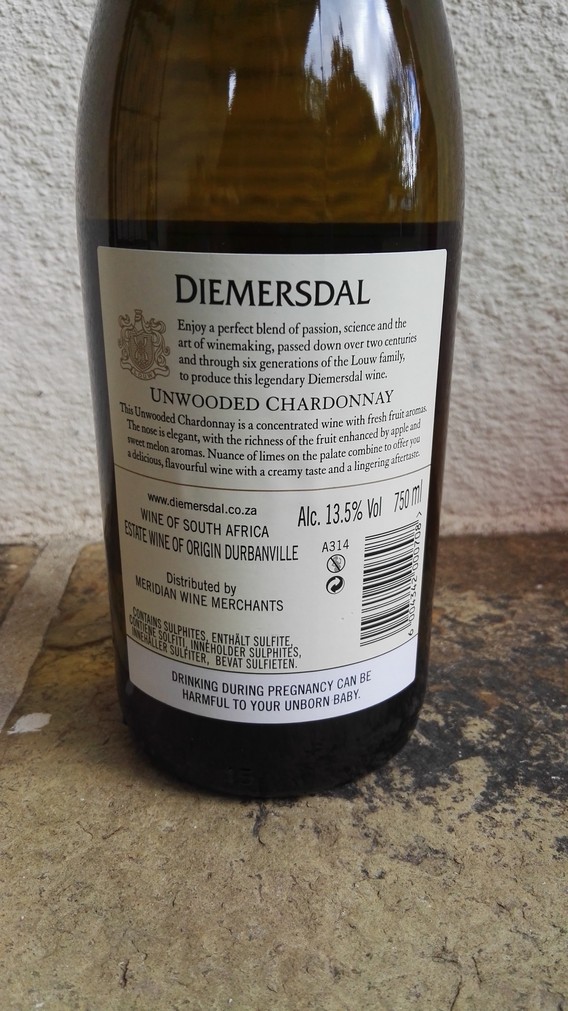 DIEMERSDAL
Enjoy a perfect blend of passion, science and the
art of winemaking, passed down over two centuries
and through six generations of the Louw family,
to produce this legendary Diemersdal wine.
UNWOODED CHARDONNAY
This Unwooded Chardonnay is a concentrated wine with fresh fruit aromas.
The nose is elegant, with the richness of the fruit enhanced by apple and
sweet melon aromas. Nuance of limes on the palate combine to offer you
a delicious, flavourful wine with a creamy taste and a lingering aftertaste.
www.diemersdal.co.za
WINE OF SOUTH AFRICA
ESTATE WINE OF ORIGIN DURBANVILLE
Distributed by
MERIDIAN WINE MERCHANTS
CONTAINS SULPHITES, ENTHÄLT SULFITE,
CONTIENE SOLFITI, INNEHOLDER SULPHITES,
INNEHÅLLER SULFITER, BEVAT SULFIETEN.
Alc. 13.5% Vol 750 ml
A314
6 004342 000708 >
DRINKING DURING PREGNANCY CAN BE
HARMFUL TO YOUR UNBORN BABY.